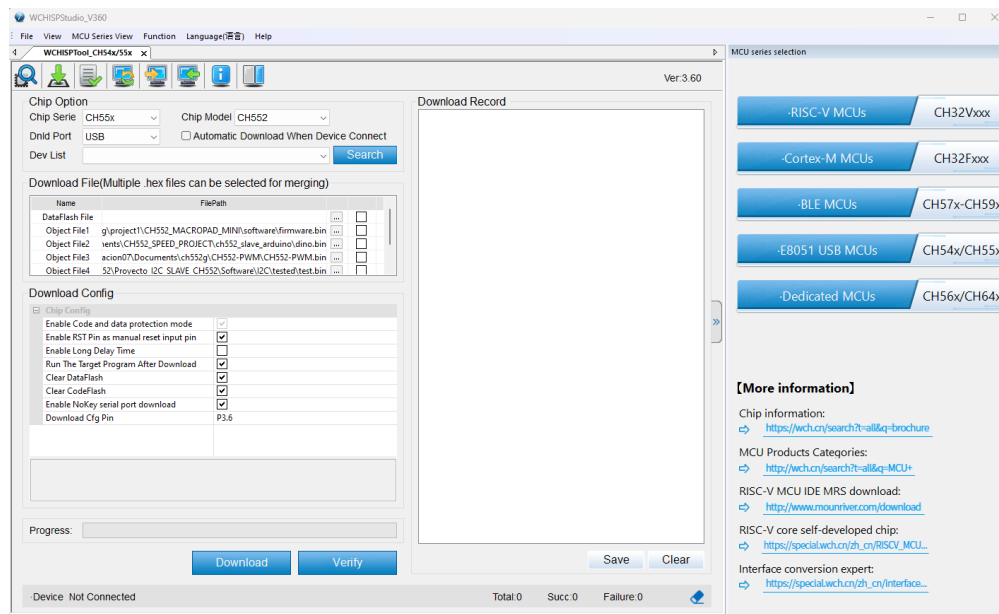 WCHISPStudio_V360
File View MCU Series View Function Language(语言) Help
WCHISPTool_CH54x/55x x
MCU series selection
Ver:3.60
Chip Option
Chip Serie CH55x Chip Model CH552
Dnld Port USB Automatic Download When Device Connect
Dev List Search
Download File(Multiple .hex files can be selected for merging)
Name FilePath
DataFlash File ...
Object File1 g\project1\CH552_MACROPAD_MINI\software\firmware.bin ...
Object File2 ients\CH552_SPEED_PROJECT\ch552_slave_arduino\dino.bin ...
Object File3 acion07\Documents\ch552g\CH552-PWM\CH552-PWM.bin ...
Object File4 52\Proyecto I2C SLAVE CH552\Software\I2C\tested\test.bin ...
Download Config
Chip Config
Enable Code and data protection mode
Enable RST Pin as manual reset input pin
Enable Long Delay Time
Run The Target Program After Download
Clear DataFlash
Clear CodeFlash
Enable NoKey serial port download
Download Cfg Pin P3.6
Progress:
Download Verify
·Device Not Connected Total:0 Succ:0 Failure:0
Download Record
Save Clear
·RISC-V MCUs CH32Vxxx
·Cortex-M MCUs CH32Fxxx
·BLE MCUs CH57x-CH59x
·E8051 USB MCUs CH54x/CH55x
·Dedicated MCUs CH56x/CH64x
【More information】
Chip information:
https://wch.cn/search?t=all&q=brochure
MCU Products Categories:
http://wch.cn/search?t=all&q=MCU+
RISC-V MCU IDE MRS download:
http://www.mounriver.com/download
RISC-V core self-developed chip:
https://special.wch.cn/zh_cn/RISCV_MCU...
Interface conversion expert:
https://special.wch.cn/zh_cn/interface...